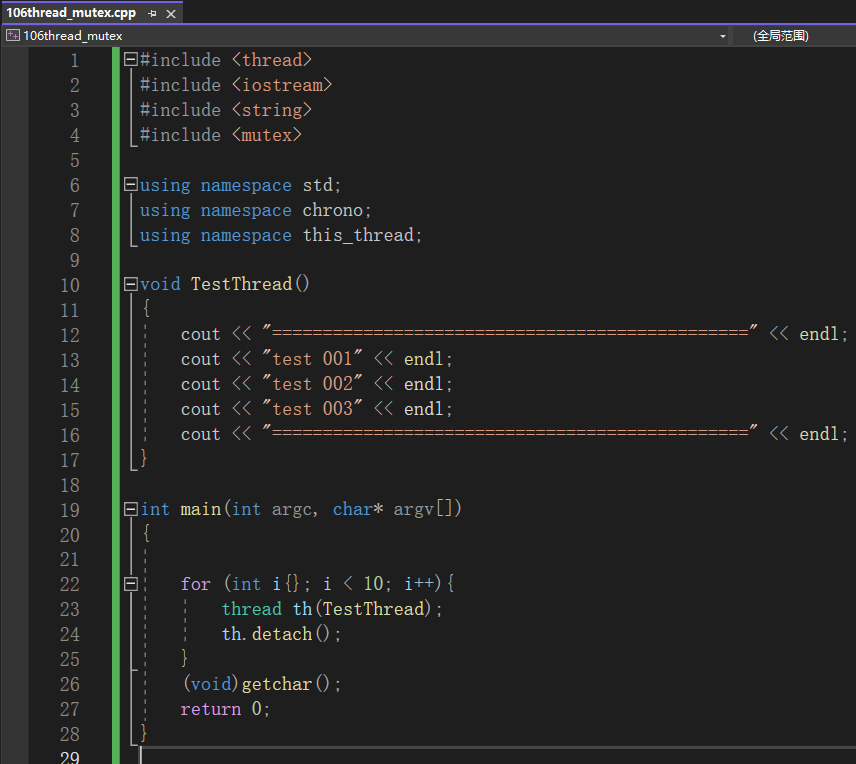 106thread_mutex.cpp
106thread_mutex (全局范围)
1 #include <thread>
2 #include <iostream>
3 #include <string>
4 #include <mutex>
5
6 using namespace std;
7 using namespace chrono;
8 using namespace this_thread;
9
10 void TestThread()
11 {
12 cout << "===============================================" << endl;
13 cout << "test 001" << endl;
14 cout << "test 002" << endl;
15 cout << "test 003" << endl;
16 cout << "===============================================" << endl;
17 }
18
19 int main(int argc, char* argv[])
20 {
21
22 for (int i{}; i < 10; i++){
23 thread th(TestThread);
24 th.detach();
25 }
26 (void)getchar();
27 return 0;
28 }
29